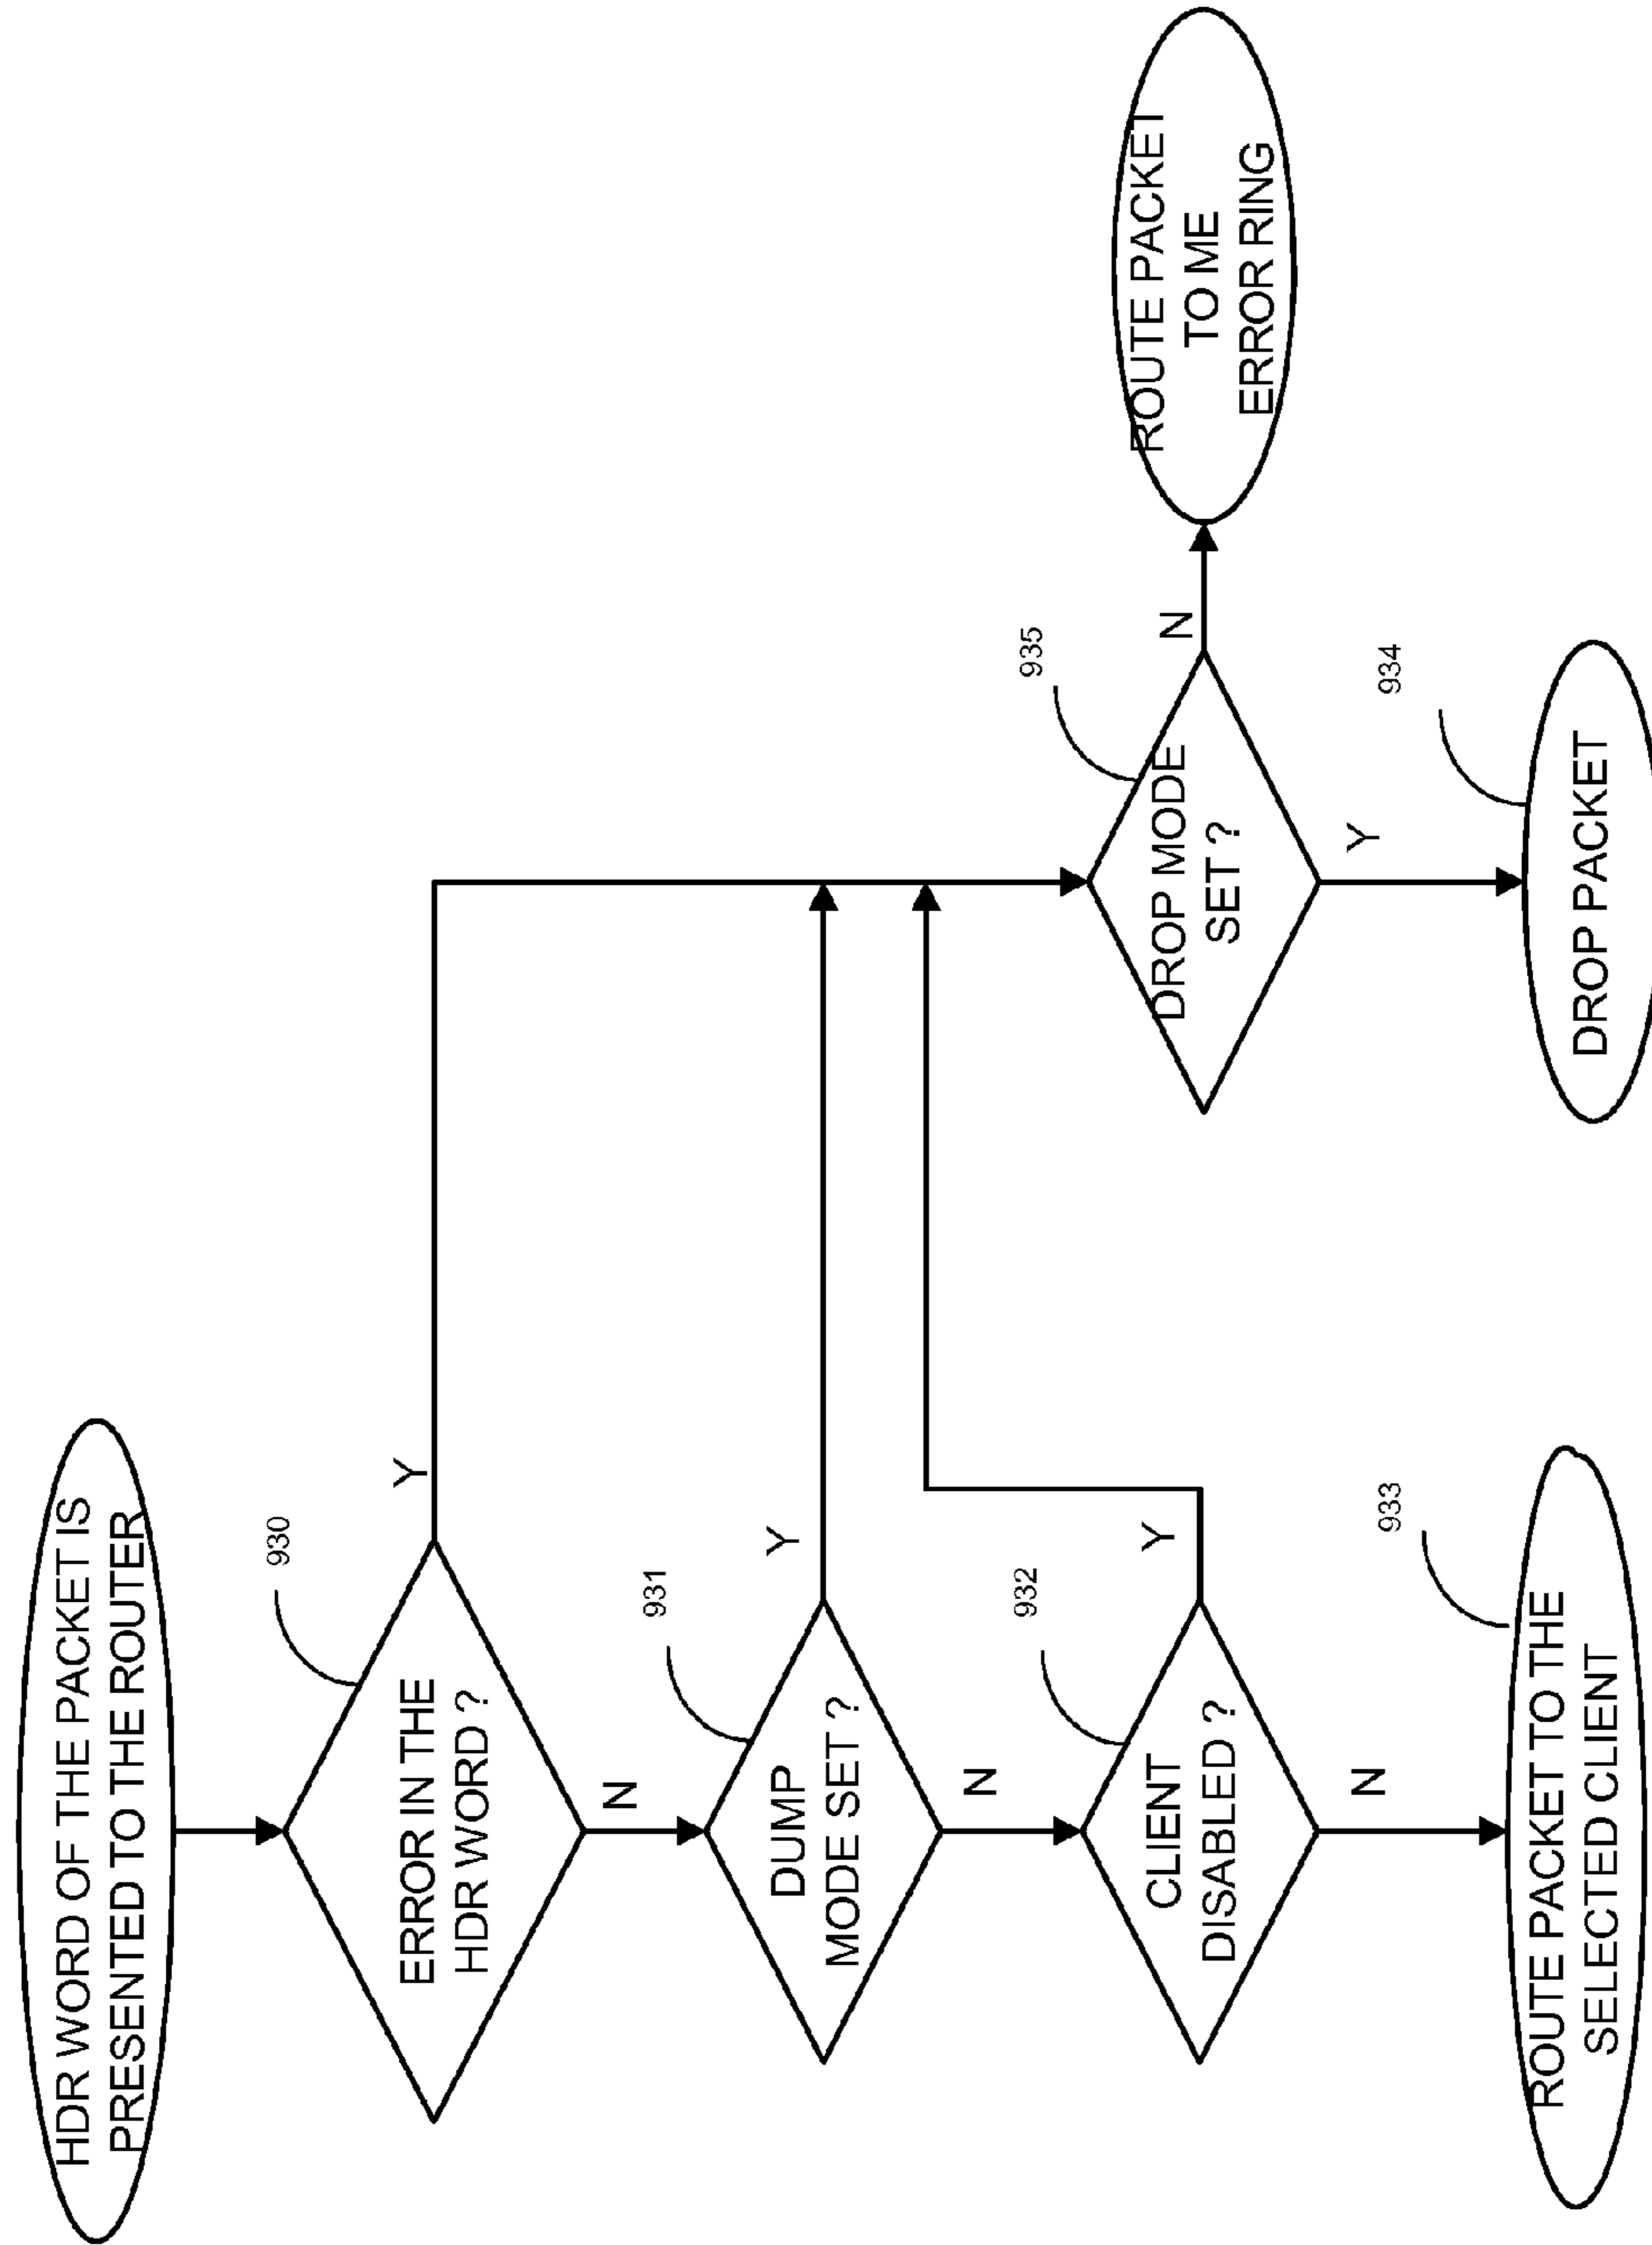 HDR WORD OF THE PACKET IS
PRESENTED TO THE ROUTER
930
ERROR IN THE
HDR WORD ?
Y
N
931
DUMP
MODE SET ?
Y
N
932
CLIENT
DISABLED ?
Y
N
933
ROUTE PACKET TO THE
SELECTED CLIENT
935
DROP MODE
SET ?
N
Y
ROUTE PACKET
TO ME
ERROR RING
934
DROP PACKET